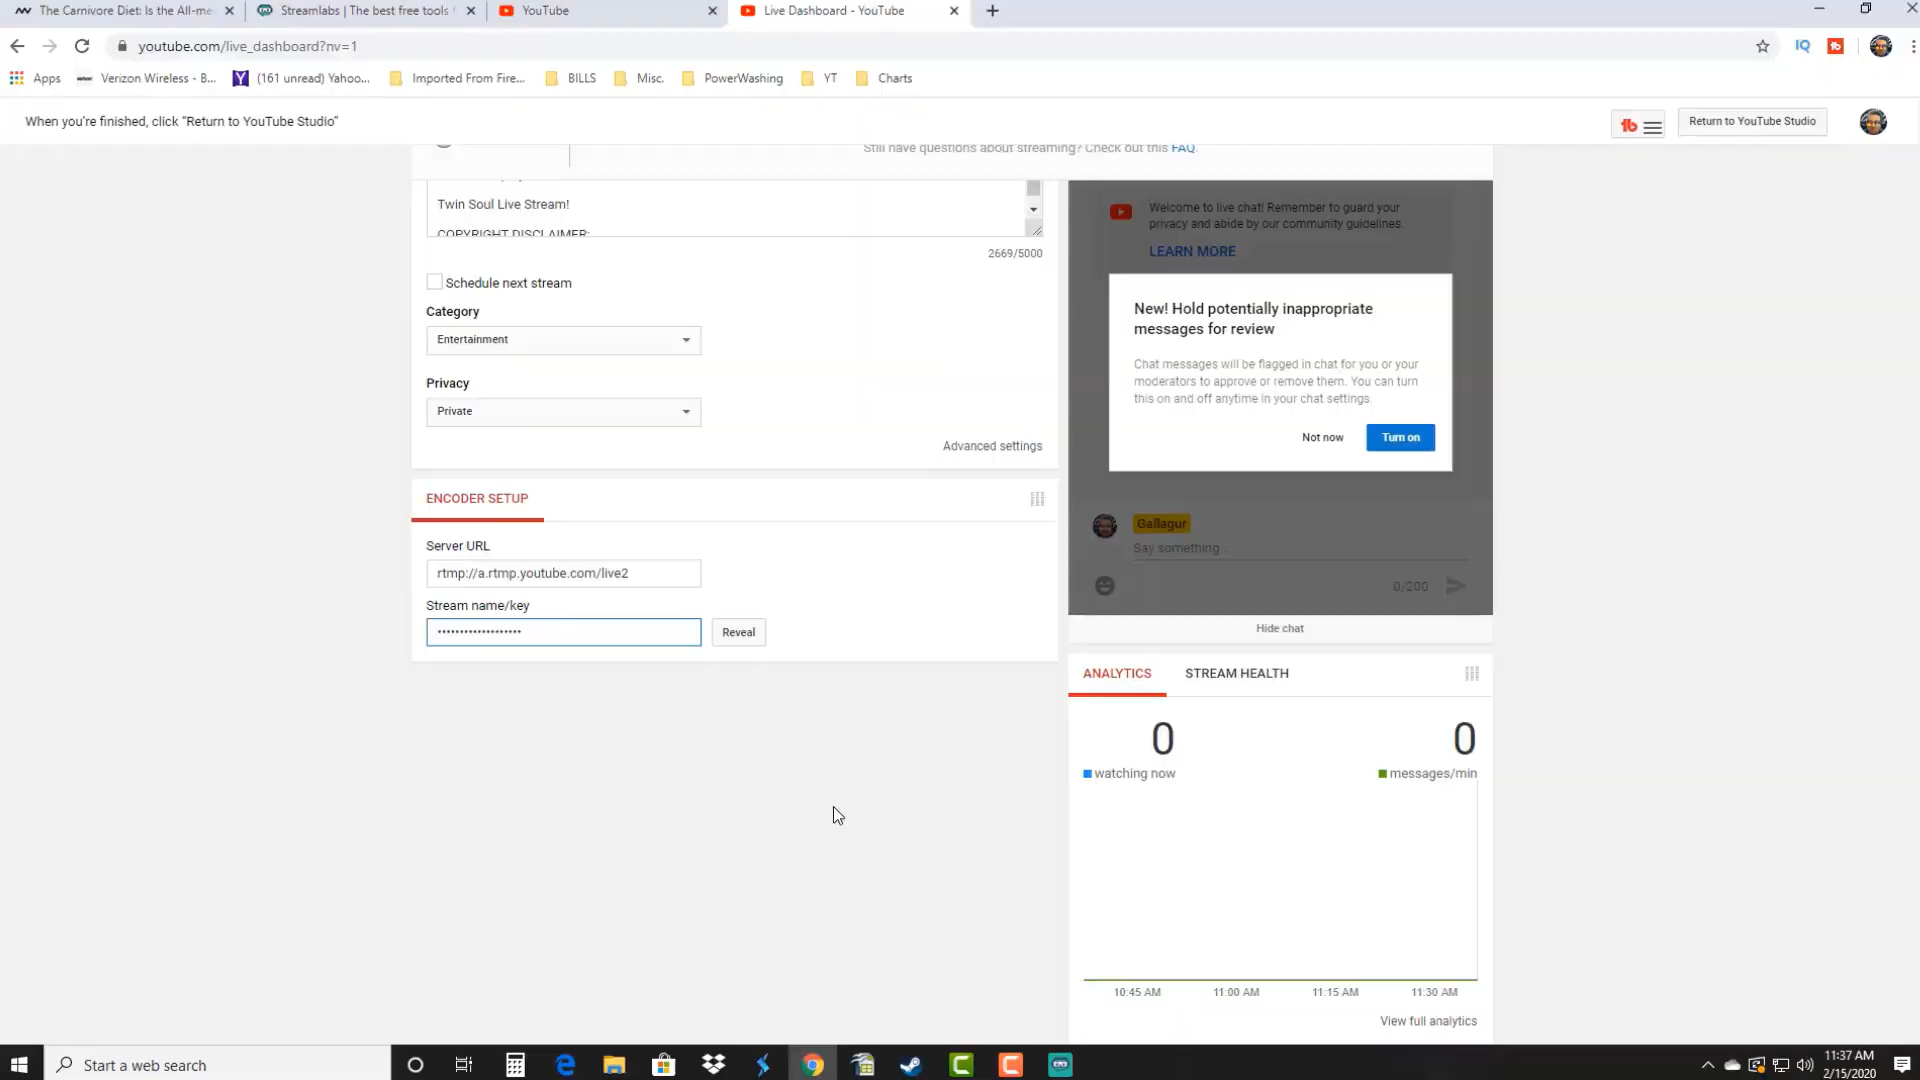 The Carnivore Diet: Is the All-me
Streamlabs | The best free tools f
YouTube
Live Dashboard - YouTube
youtube.com/live_dashboard?nv=1
Apps
Verizon Wireless - B...
(161 unread) Yahoo...
Imported From Fire...
BILLS
Misc.
PowerWashing
YT
Charts
When you're finished, click "Return to YouTube Studio"
Return to YouTube Studio
Still have questions about streaming? Check out this FAQ.
Twin Soul Live Stream!
COPYRIGHT DISCLAIMER:
2669/5000
Schedule next stream
Category
Entertainment
Privacy
Private
Advanced settings
ENCODER SETUP
Server URL
rtmp://a.rtmp.youtube.com/live2
Stream name/key
•••••••••••••••••••
Reveal
Welcome to live chat! Remember to guard your
privacy and abide by our community guidelines.
LEARN MORE
New! Hold potentially inappropriate
messages for review
Chat messages will be flagged in chat for you or your
moderators to approve or remove them. You can turn
this on and off anytime in your chat settings.
Not now
Turn on
Gallagur
Say something...
0/200
Hide chat
ANALYTICS
STREAM HEALTH
0
0
watching now
messages/min
10:45 AM
11:00 AM
11:15 AM
11:30 AM
View full analytics
Start a web search
11:37 AM
2/15/2020